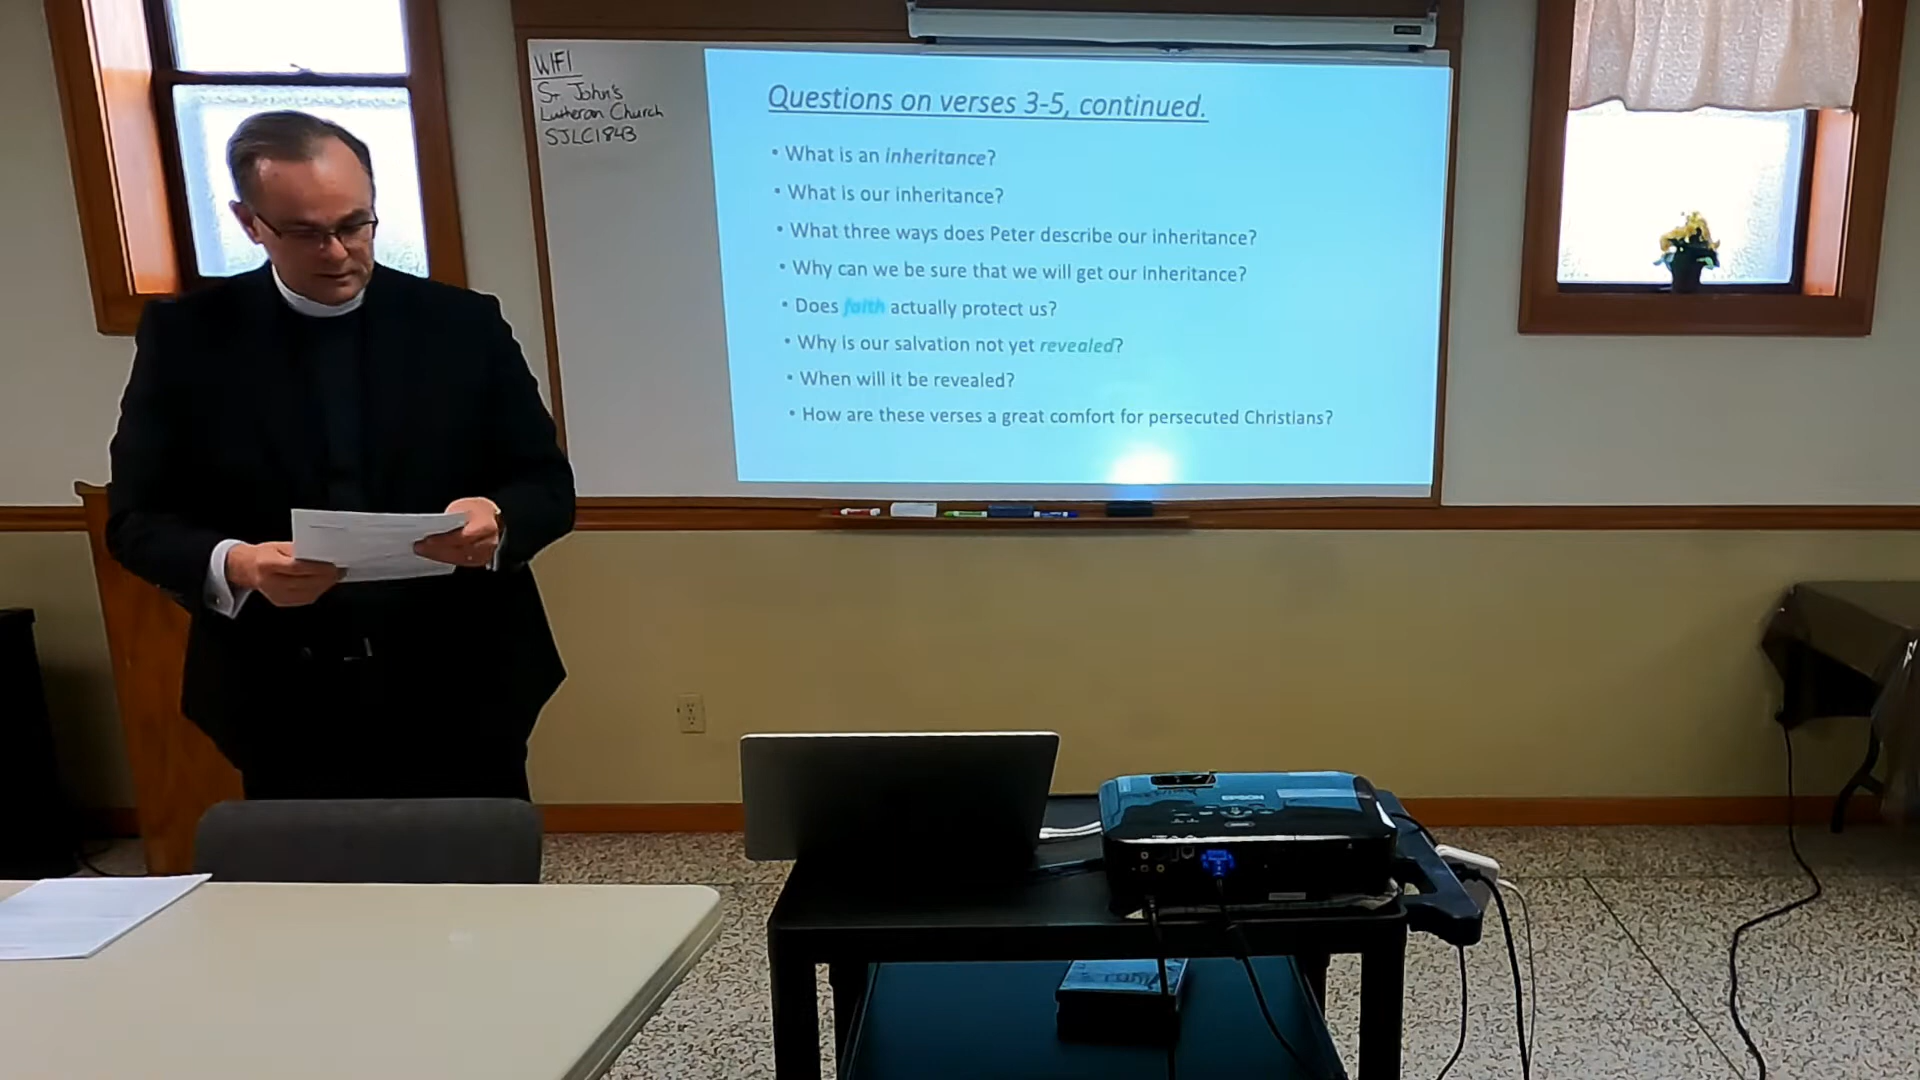 WIFI
St. John's
Lutheran Church
SJLC1843
Questions on verses 3-5, continued.
• What is an inheritance?
• What is our inheritance?
• What three ways does Peter describe our inheritance?
• Why can we be sure that we will get our inheritance?
• Does faith actually protect us?
• Why is our salvation not yet revealed?
• When will it be revealed?
• How are these verses a great comfort for persecuted Christians?
EPSON